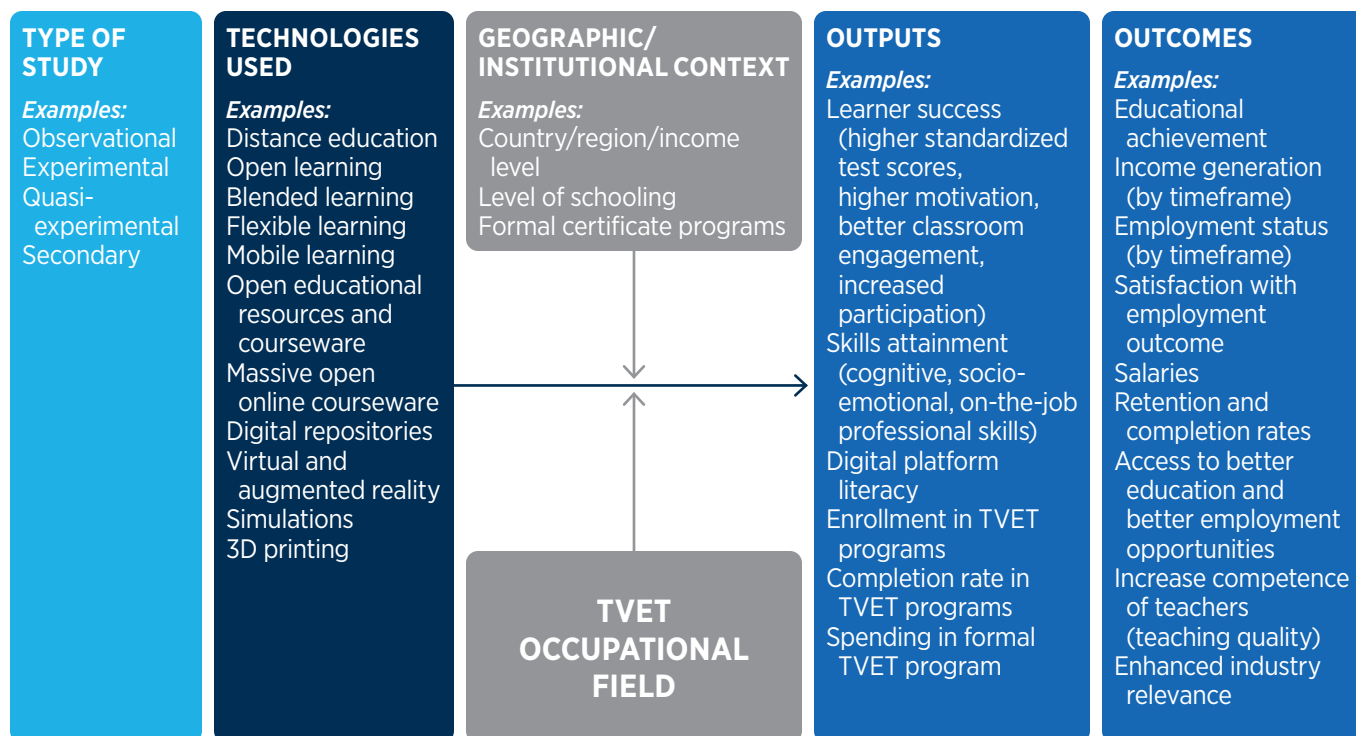 TYPE OF
STUDY
Examples:
Observational
Experimental
Quasi-
experimental
Secondary
TECHNOLOGIES
USED
Examples:
Distance education
Open learning
Blended learning
Flexible learning
Mobile learning
Open educational
resources and
courseware
Massive open
online courseware
Digital repositories
Virtual and
augmented reality
Simulations
3D printing
GEOGRAPHIC/
INSTITUTIONAL CONTEXT
Examples:
Country/region/income
level
Level of schooling
Formal certificate programs
TVET
OCCUPATIONAL
FIELD
OUTPUTS
Examples:
Learner success
(higher standardized
test scores,
higher motivation,
better classroom
engagement,
increased
participation)
Skills attainment
(cognitive, socio-
emotional, on-the-job
professional skills)
Digital platform
literacy
Enrollment in TVET
programs
Completion rate in
TVET programs
Spending in formal
TVET program
OUTCOMES
Examples:
Educational
achievement
Income generation
(by timeframe)
Employment status
(by timeframe)
Satisfaction with
employment
outcome
Salaries
Retention and
completion rates
Access to better
education and
better employment
opportunities
Increase competence
of teachers
(teaching quality)
Enhanced industry
relevance